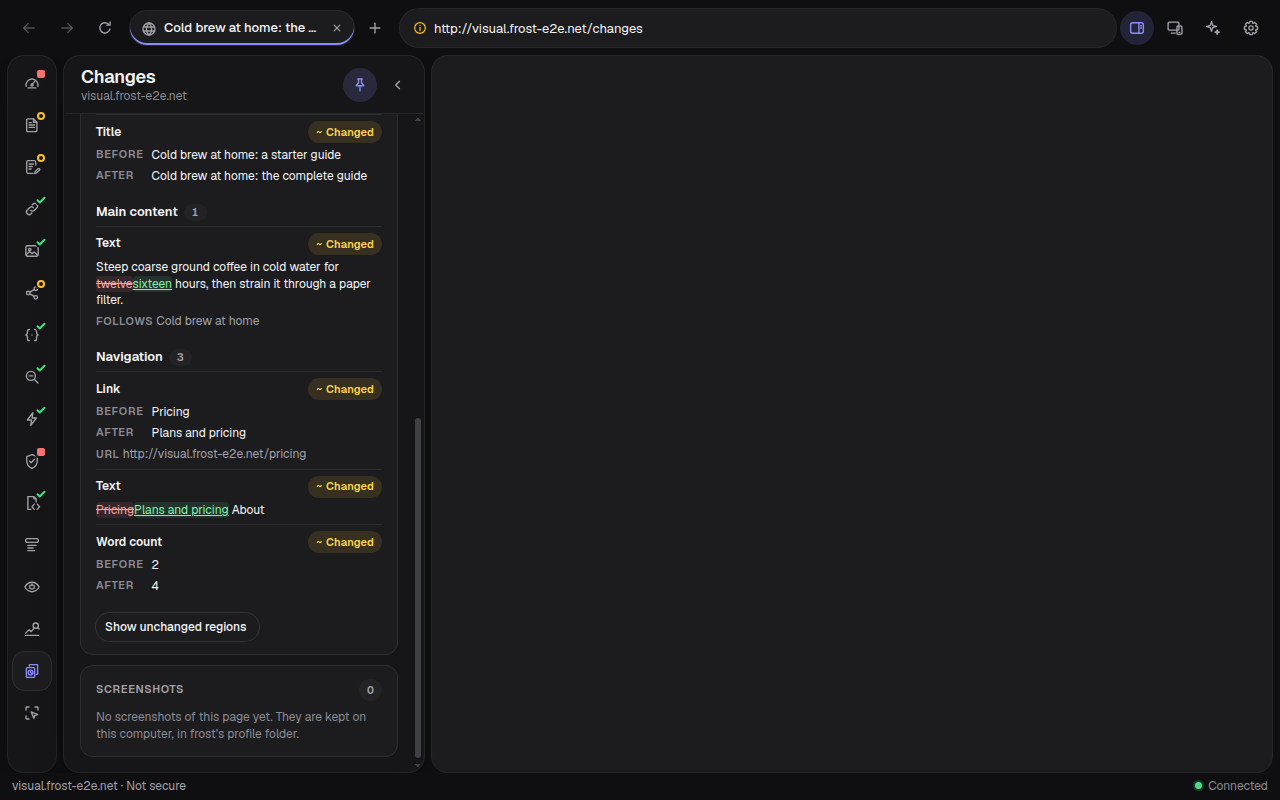 Cold brew at home: the ...
http://visual.frost-e2e.net/changes
Changes
visual.frost-e2e.net
Title
~ Changed
BEFORE Cold brew at home: a starter guide
AFTER Cold brew at home: the complete guide
Main content 1
Text
~ Changed
Steep coarse ground coffee in cold water for
twelvesixteen hours, then strain it through a paper
filter.
FOLLOWS Cold brew at home
Navigation 3
Link
~ Changed
BEFORE Pricing
AFTER Plans and pricing
URL http://visual.frost-e2e.net/pricing
Text
~ Changed
PricingPlans and pricing About
Word count
~ Changed
BEFORE 2
AFTER 4
Show unchanged regions
SCREENSHOTS 0
No screenshots of this page yet. They are kept on
this computer, in frost's profile folder.
visual.frost-e2e.net · Not secure
Connected